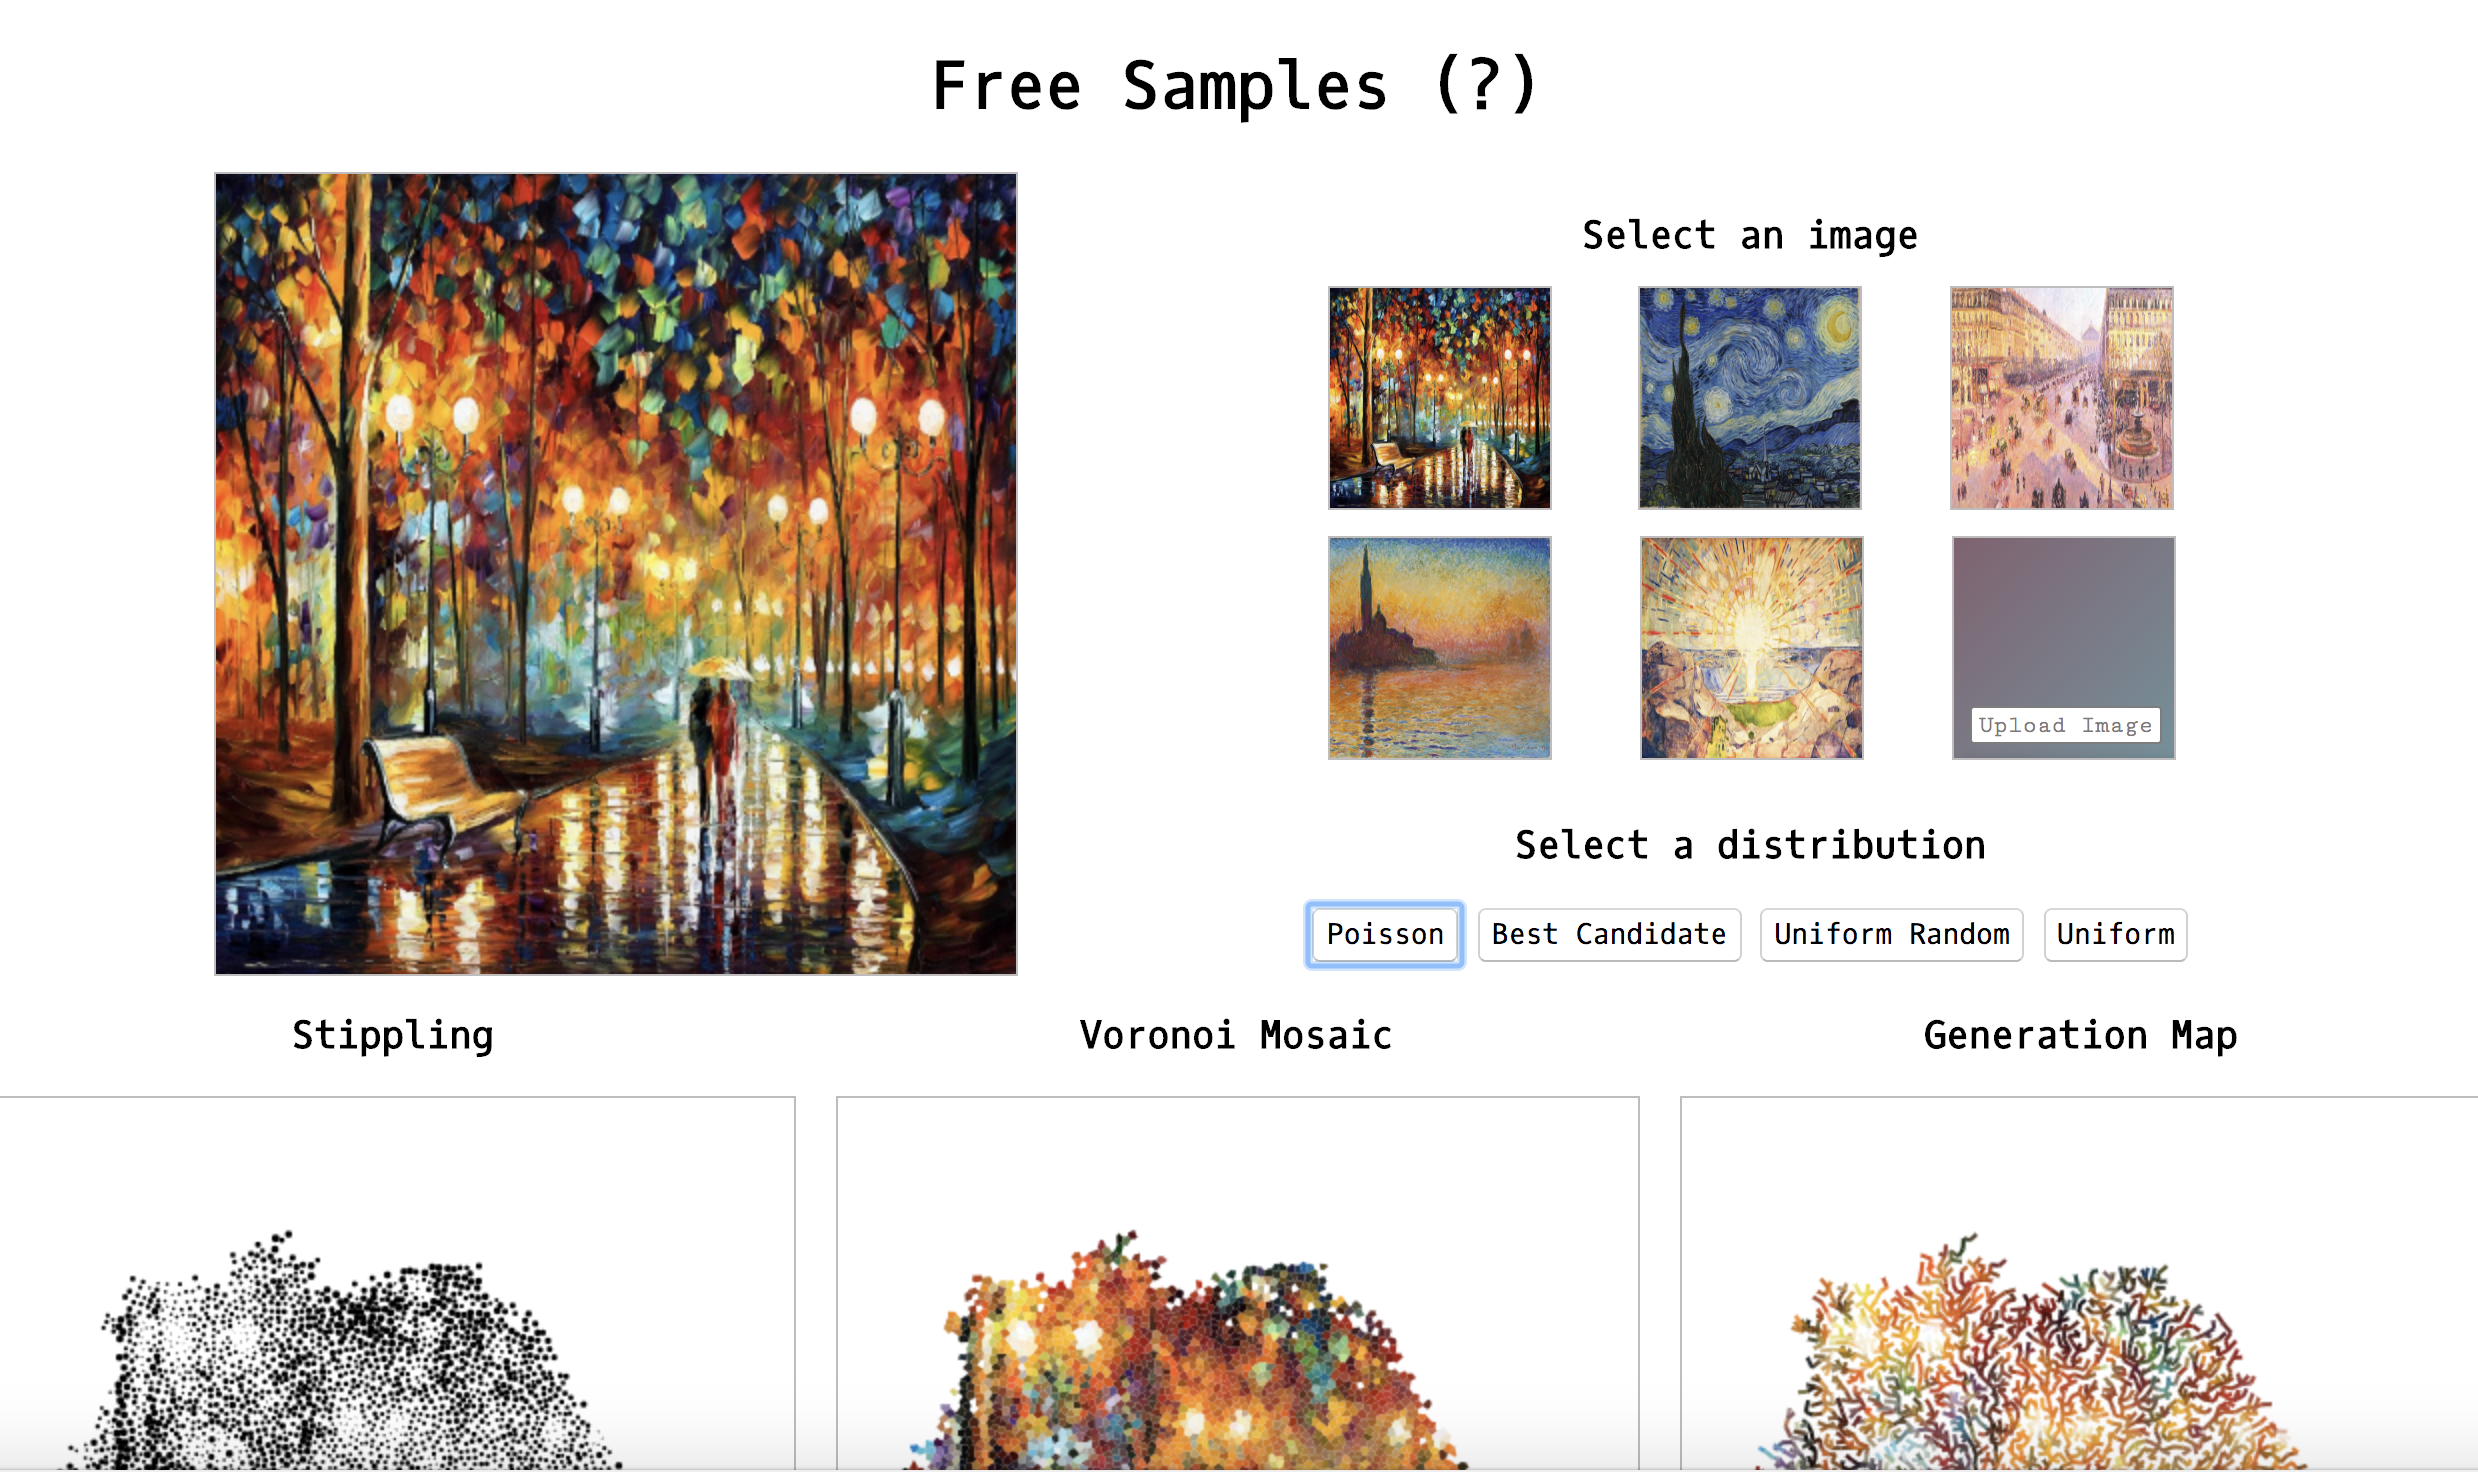 Free Samples (?)
Select an image
Upload Image
Select a distribution
Poisson Best Candidate Uniform Random Uniform
Stippling Voronoi Mosaic Generation Map